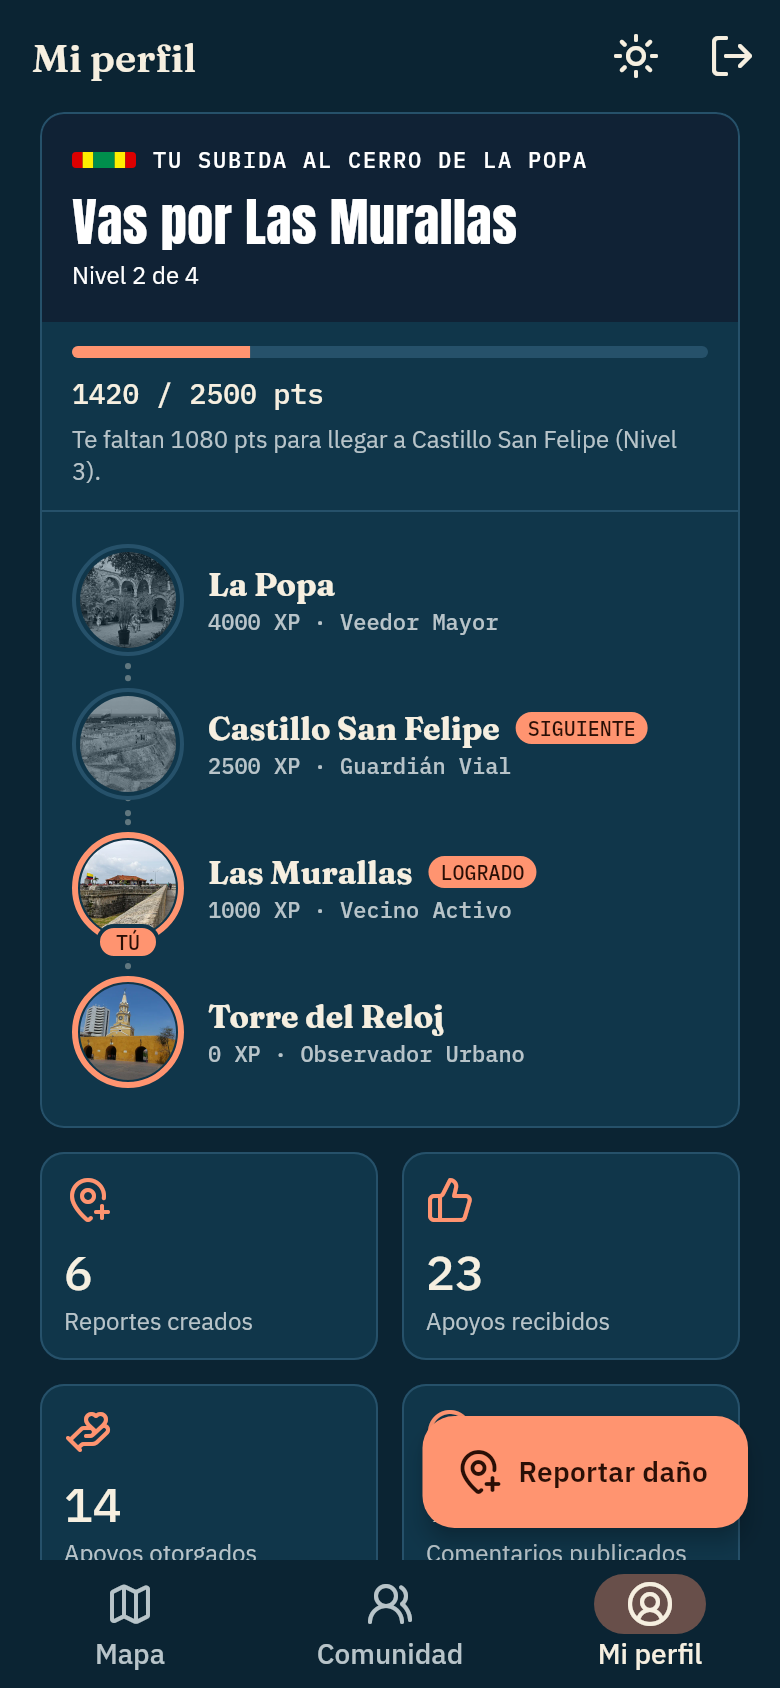 Mi perfil
TU SUBIDA AL CERRO DE LA POPA
Vas por Las Murallas
Nivel 2 de 4
1420 / 2500 pts
Te faltan 1080 pts para llegar a Castillo San Felipe (Nivel
3).
La Popa
4000 XP · Veedor Mayor
Castillo San Felipe SIGUIENTE
2500 XP · Guardián Vial
Las Murallas LOGRADO
1000 XP · Vecino Activo
TÚ
Torre del Reloj
0 XP · Observador Urbano
6
Reportes creados
23
Apoyos recibidos
14
Apoyos otorgados
Reportar daño
Comentarios publicados
Mapa
Comunidad
Mi perfil